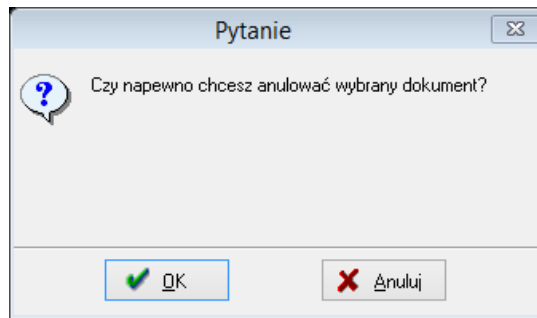 Pytanie
Czy napewno chcesz anulować wybrany dokument?
OK
Anuluj